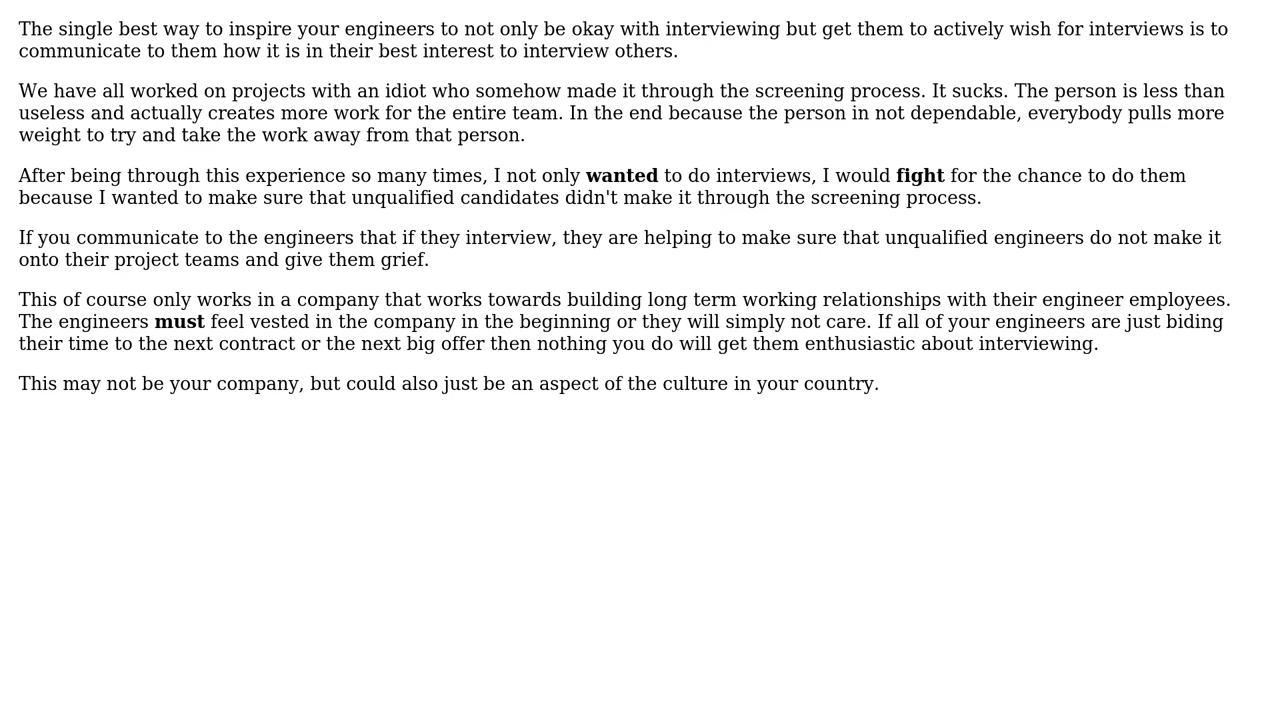 The single best way to inspire your engineers to not only be okay with interviewing but get them to actively wish for interviews is to
communicate to them how it is in their best interest to interview others.
We have all worked on projects with an idiot who somehow made it through the screening process. It sucks. The person is less than
useless and actually creates more work for the entire team. In the end because the person in not dependable, everybody pulls more
weight to try and take the work away from that person.
After being through this experience so many times, I not only wanted to do interviews, I would fight for the chance to do them
because I wanted to make sure that unqualified candidates didn't make it through the screening process.
If you communicate to the engineers that if they interview, they are helping to make sure that unqualified engineers do not make it
onto their project teams and give them grief.
This of course only works in a company that works towards building long term working relationships with their engineer employees.
The engineers must feel vested in the company in the beginning or they will simply not care. If all of your engineers are just biding
their time to the next contract or the next big offer then nothing you do will get them enthusiastic about interviewing.
This may not be your company, but could also just be an aspect of the culture in your country.